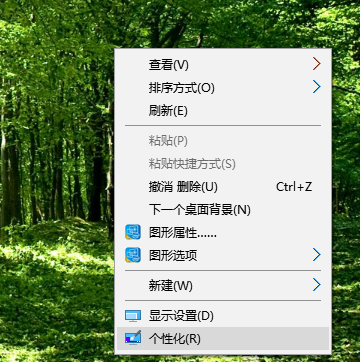 查看(V)
排序方式(O)
刷新(E)
粘贴(P)
粘贴快捷方式(S)
撤消 删除(U) Ctrl+Z
下一个桌面背景(N)
图形属性......
图形选项
新建(W)
显示设置(D)
个性化(R)